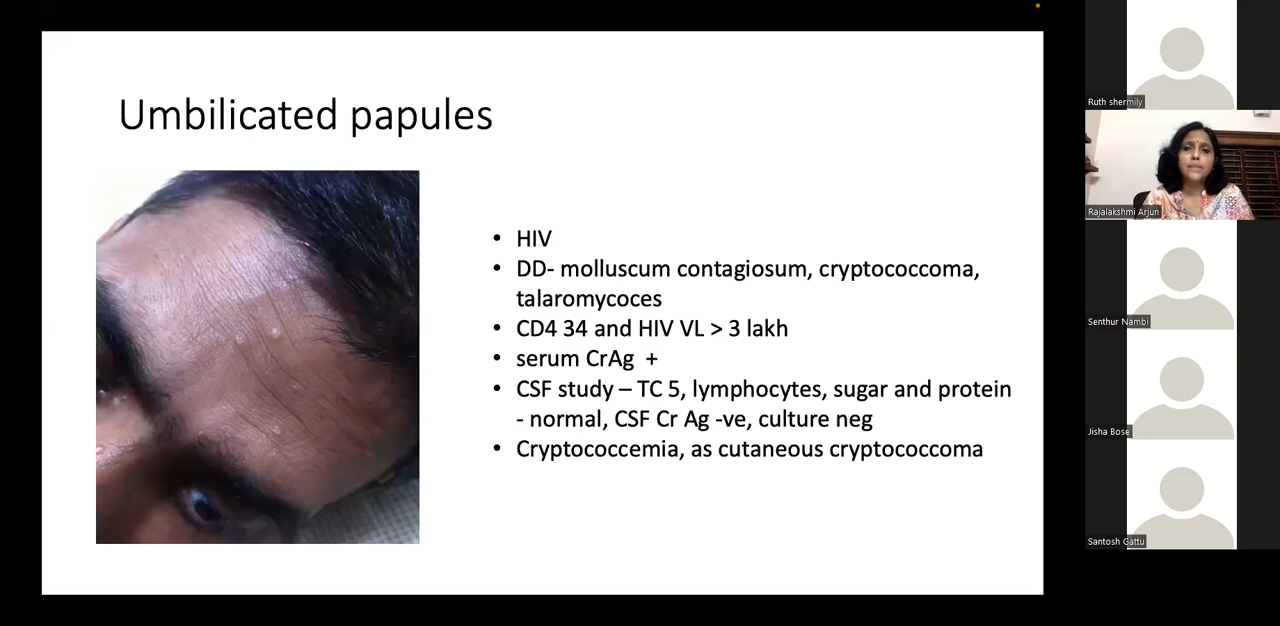 Umbilicated papules
• HIV
• DD- molluscum contagiosum, cryptococcoma,
talaromycoces
• CD4 34 and HIV VL > 3 lakh
• serum CrAg +
• CSF study – TC 5, lymphocytes, sugar and protein
- normal, CSF Cr Ag -ve, culture neg
• Cryptococcemia, as cutaneous cryptococcoma
Ruth shermily
Rajalakshmi Arjun
Senthur Nambi
Jisha Bose
Santosh Gattu